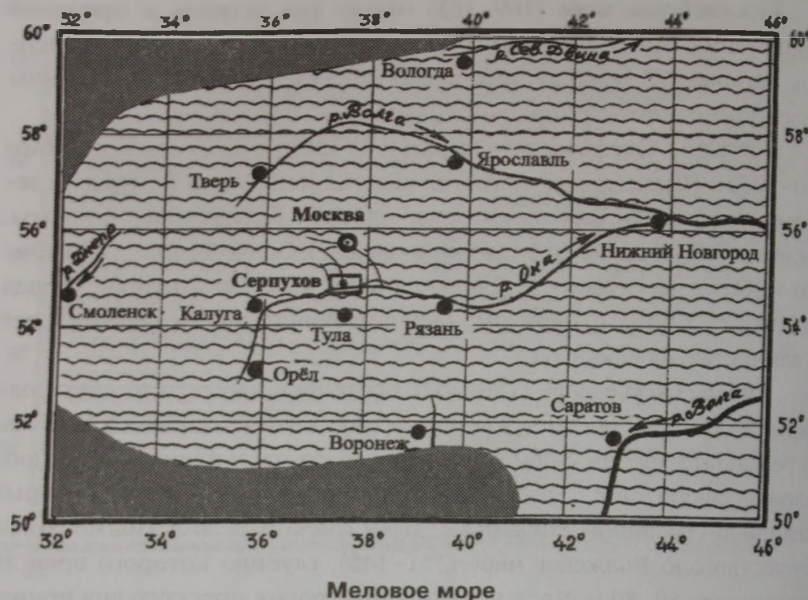 52° 34° 36° 38° 40° 42° 44° 46°
60° 60°
р. Сев. Двина
Вологда
58° р. Волга 58°
Ярославль
Тверь
Москва
56° 56°
р. Днепр
Нижний Новгород
Серпухов
р. Ока
Смоленск Калуга
54° Тула Рязань 54°
Орёл
Саратов р. Волга
52° 52°
Воронеж
50° 50°
32° 34° 36° 38° 40° 42° 44° 46°
Меловое море